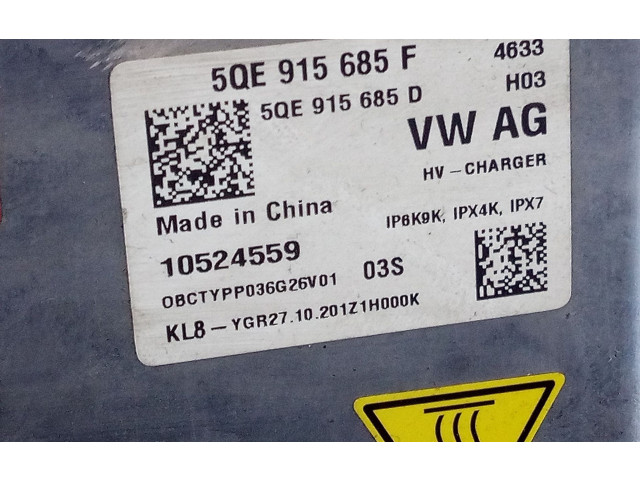 5QE 915 685 F 4633
5QE 915 685 D H03
VW AG
HV-CHARGER
Made in China IP6K9K, IPX4K, IPX7
10524559 03S
OBCTYPP036G26V01
KL8-YGR27.10.201Z1H000K